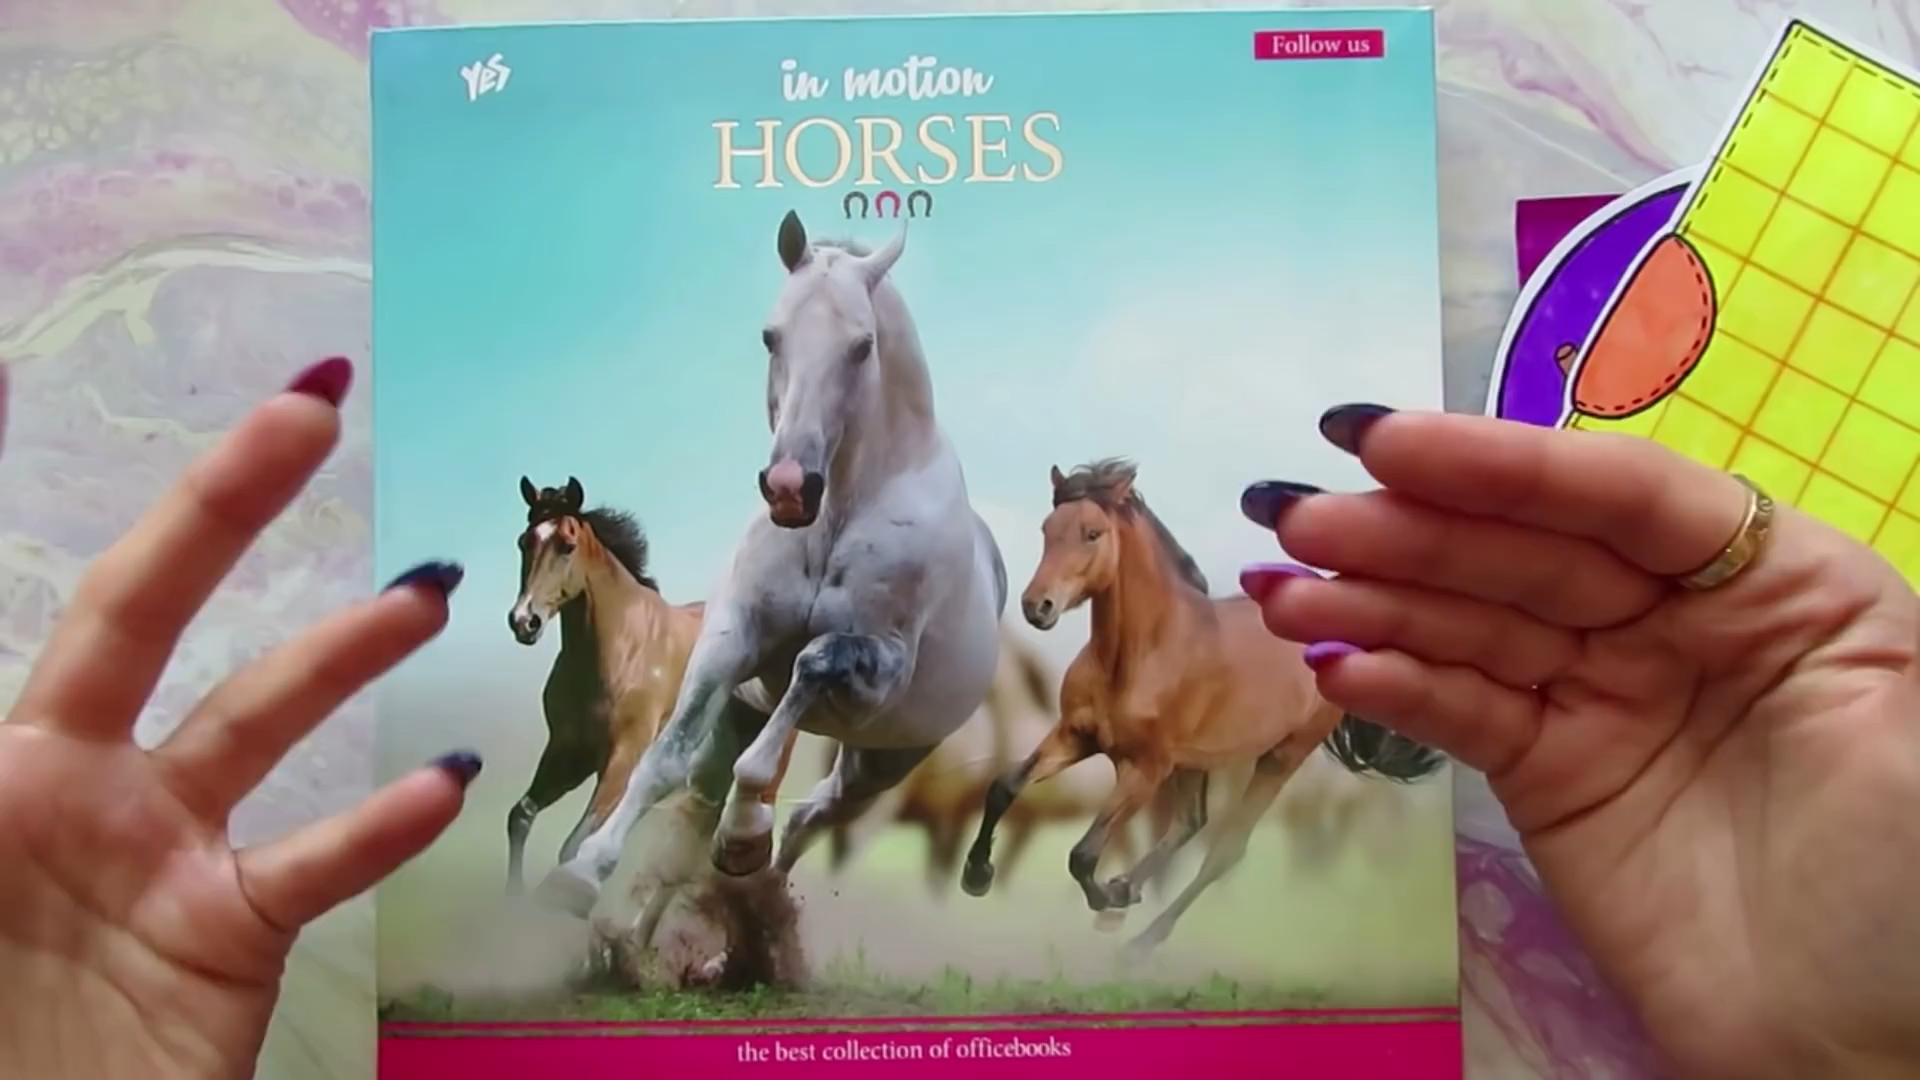 YES
Follow us
in motion
HORSES
the best collection of officebooks